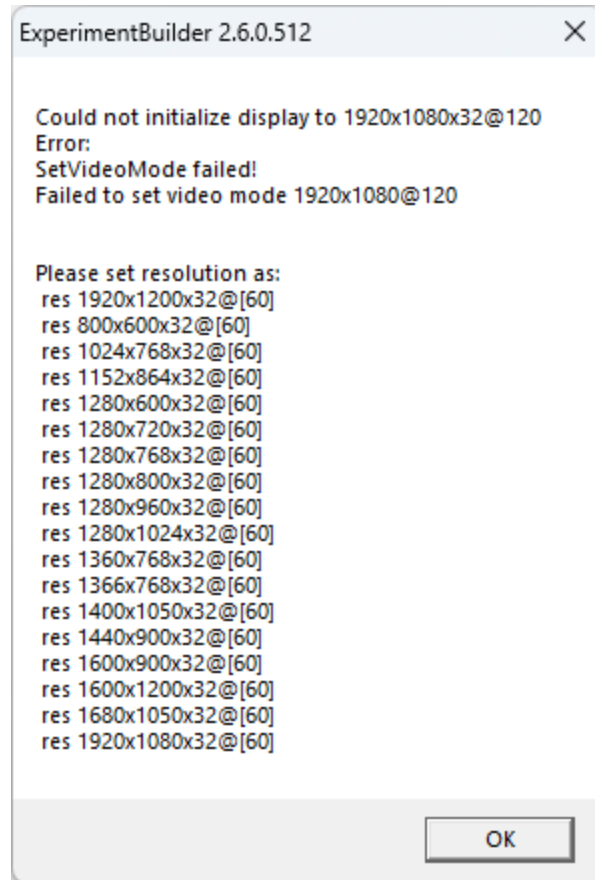 ExperimentBuilder 2.6.0.512
Could not initialize display to 1920x1080x32@120
Error:
SetVideoMode failed!
Failed to set video mode 1920x1080@120
Please set resolution as:
res 1920x1200x32@[60]
res 800x600x32@[60]
res 1024x768x32@[60]
res 1152x864x32@[60]
res 1280x600x32@[60]
res 1280x720x32@[60]
res 1280x768x32@[60]
res 1280x800x32@[60]
res 1280x960x32@[60]
res 1280x1024x32@[60]
res 1360x768x32@[60]
res 1366x768x32@[60]
res 1400x1050x32@[60]
res 1440x900x32@[60]
res 1600x900x32@[60]
res 1600x1200x32@[60]
res 1680x1050x32@[60]
res 1920x1080x32@[60]
OK